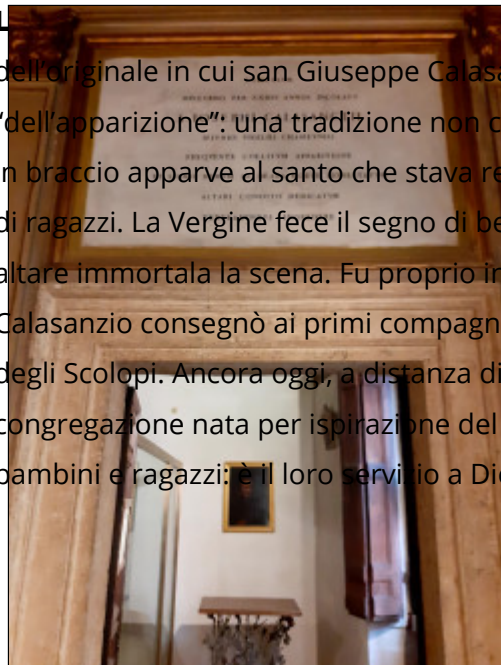 L
dell'originale in cui san Giuseppe Calasa
"dell'apparizione": una tradizione non c
in braccio apparve al santo che stava re
di ragazzi. La Vergine fece il segno di be
altare immortala la scena. Fu proprio in
Calasanzio consegnò ai primi compagn
degli Scolopi. Ancora oggi, a distanza di
congregazione nata per ispirazione del
bambini e ragazzi: è il loro servizio a Die